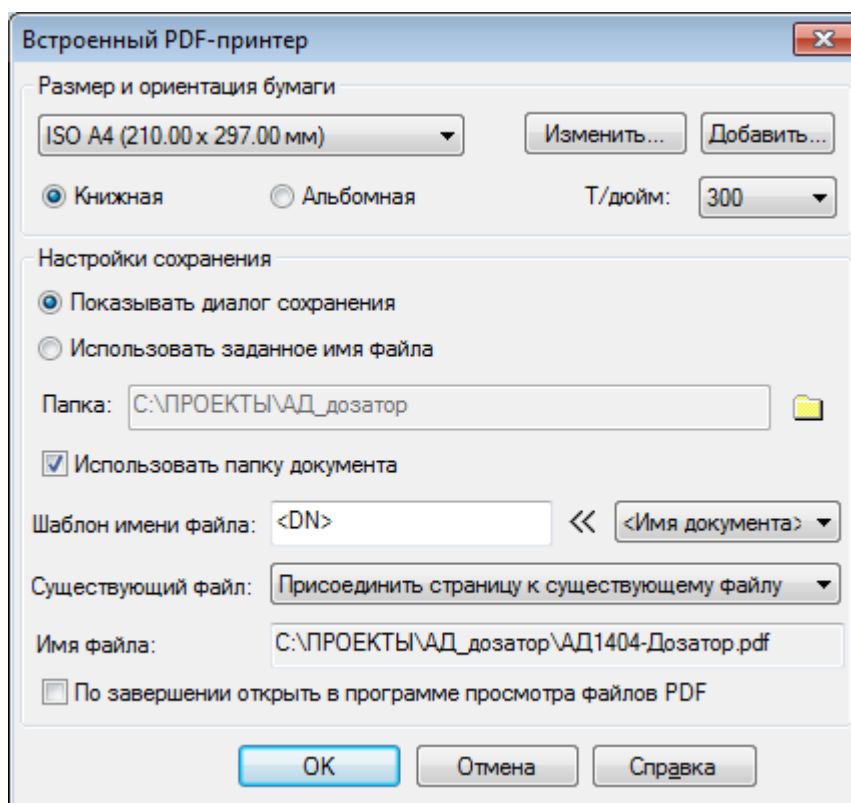 Встроенный PDF-принтер
Размер и ориентация бумаги
ISO A4 (210.00 x 297.00 мм)
Изменить...
Добавить...
Книжная
Альбомная
Т/дюйм:
300
Настройки сохранения
Показывать диалог сохранения
Использовать заданное имя файла
Папка:
C:\ПРОЕКТЫ\АД_дозатор
Использовать папку документа
Шаблон имени файла:
<DN>
<Имя документа>
Существующий файл:
Присоединить страницу к существующему файлу
Имя файла:
C:\ПРОЕКТЫ\АД_дозатор\АД1404-Дозатор.pdf
По завершении открыть в программе просмотра файлов PDF
OK
Отмена
Справка